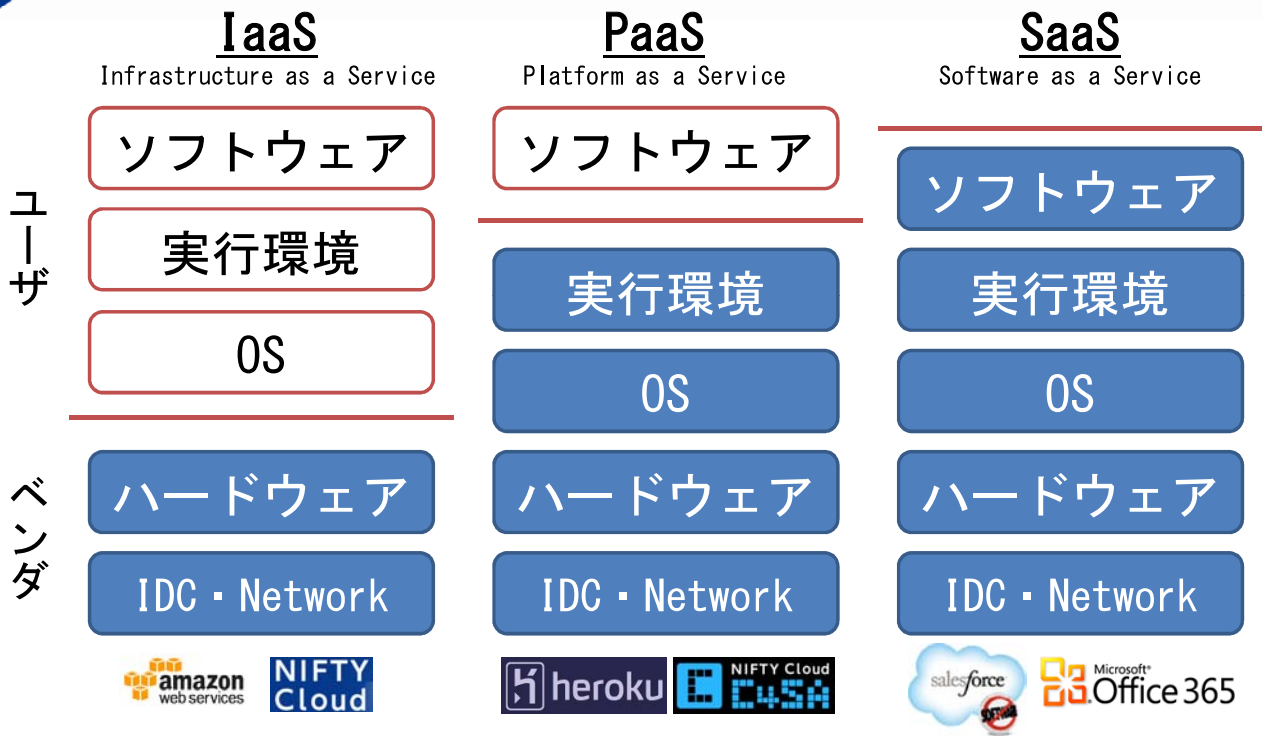 IaaS
Infrastructure as a Service
PaaS
Platform as a Service
SaaS
Software as a Service
ユーザ
ベンダ
ソフトウェア
実行環境
OS
ハードウェア
IDC・Network
amazon
web services
NIFTY
Cloud
ソフトウェア
実行環境
OS
ハードウェア
IDC・Network
heroku
NIFTY Cloud
C4SA
ソフトウェア
実行環境
OS
ハードウェア
IDC・Network
salesforce
SOFTWARE
Microsoft®
Office 365